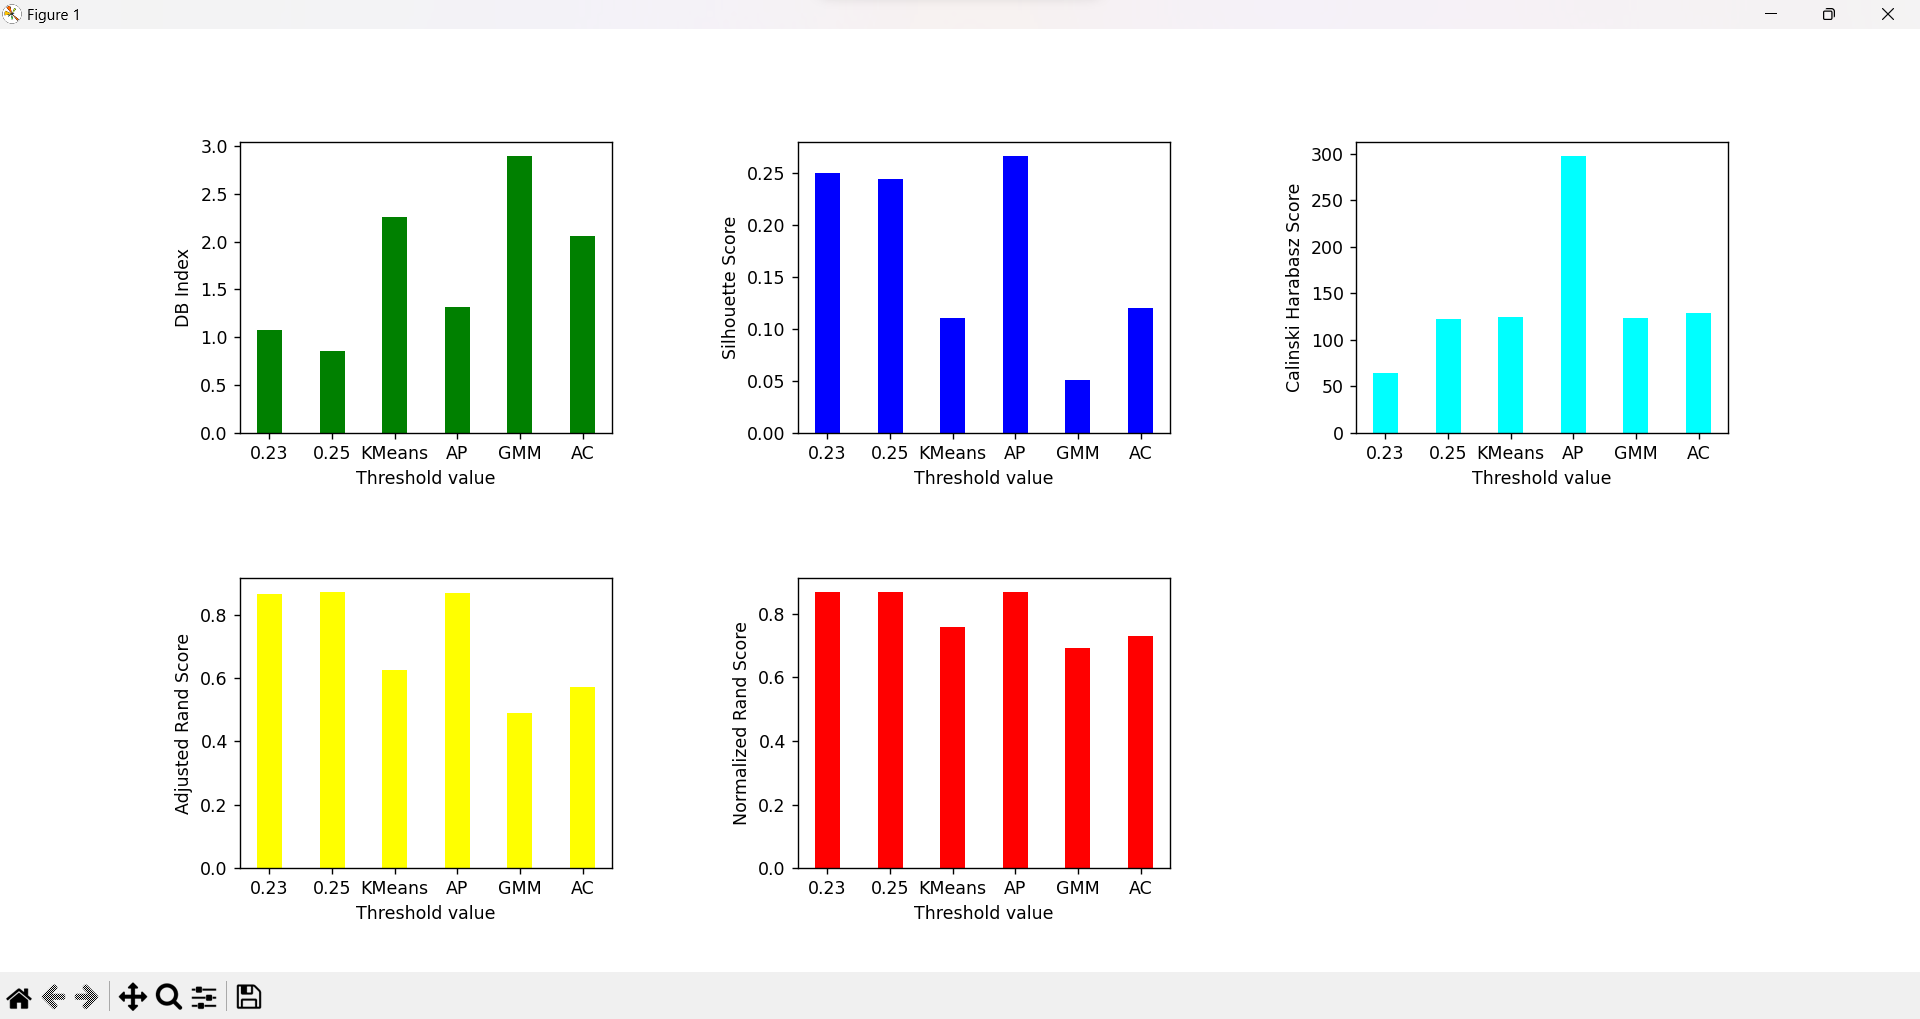 Figure 1
3.0
2.5
2.0
1.5
1.0
0.5
0.0
DB Index
0.23 0.25 KMeans AP GMM AC
Threshold value
0.25
0.20
0.15
0.10
0.05
0.00
Silhouette Score
0.23 0.25 KMeans AP GMM AC
Threshold value
300
250
200
150
100
50
0
Calinski Harabasz Score
0.23 0.25 KMeans AP GMM AC
Threshold value
0.8
0.6
0.4
0.2
0.0
Adjusted Rand Score
0.23 0.25 KMeans AP GMM AC
Threshold value
0.8
0.6
0.4
0.2
0.0
Normalized Rand Score
0.23 0.25 KMeans AP GMM AC
Threshold value